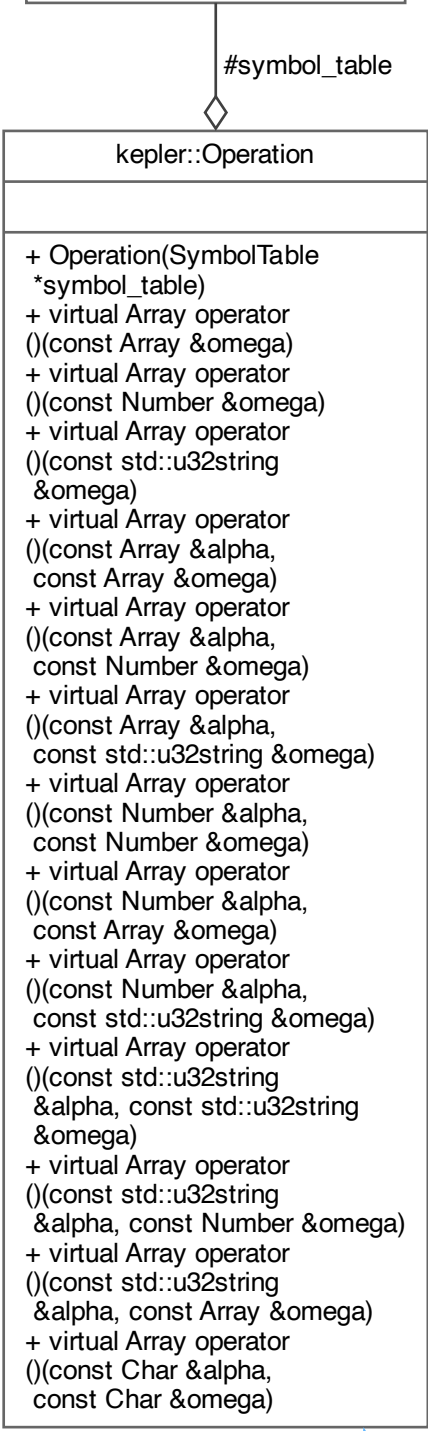 #symbol_table
kepler::Operation
+ Operation(SymbolTable
*symbol_table)
+ virtual Array operator
()(const Array &omega)
+ virtual Array operator
()(const Number &omega)
+ virtual Array operator
()(const std::u32string
&omega)
+ virtual Array operator
()(const Array &alpha,
const Array &omega)
+ virtual Array operator
()(const Array &alpha,
const Number &omega)
+ virtual Array operator
()(const Array &alpha,
const std::u32string &omega)
+ virtual Array operator
()(const Number &alpha,
const Number &omega)
+ virtual Array operator
()(const Number &alpha,
const Array &omega)
+ virtual Array operator
()(const Number &alpha,
const std::u32string &omega)
+ virtual Array operator
()(const std::u32string
&alpha, const std::u32string
&omega)
+ virtual Array operator
()(const std::u32string
&alpha, const Number &omega)
+ virtual Array operator
()(const std::u32string
&alpha, const Array &omega)
+ virtual Array operator
()(const Char &alpha,
const Char &omega)